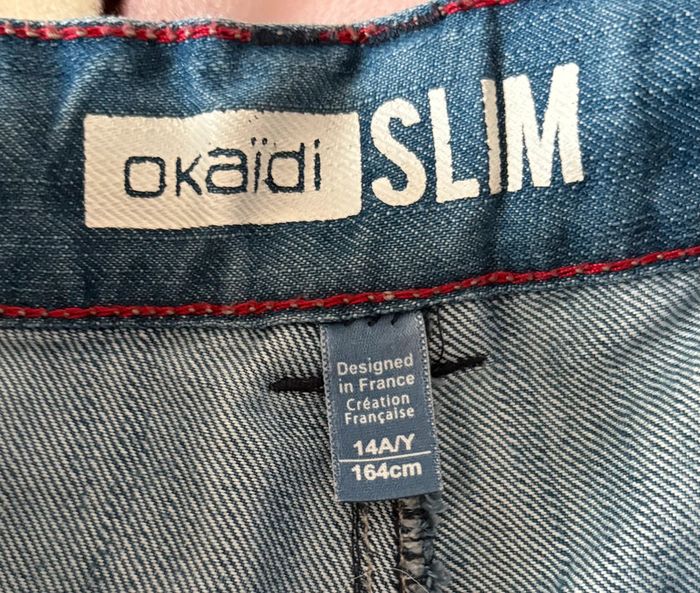 okaïdi SLIM
Designed
in France
Création
Française
14A/Y
164cm